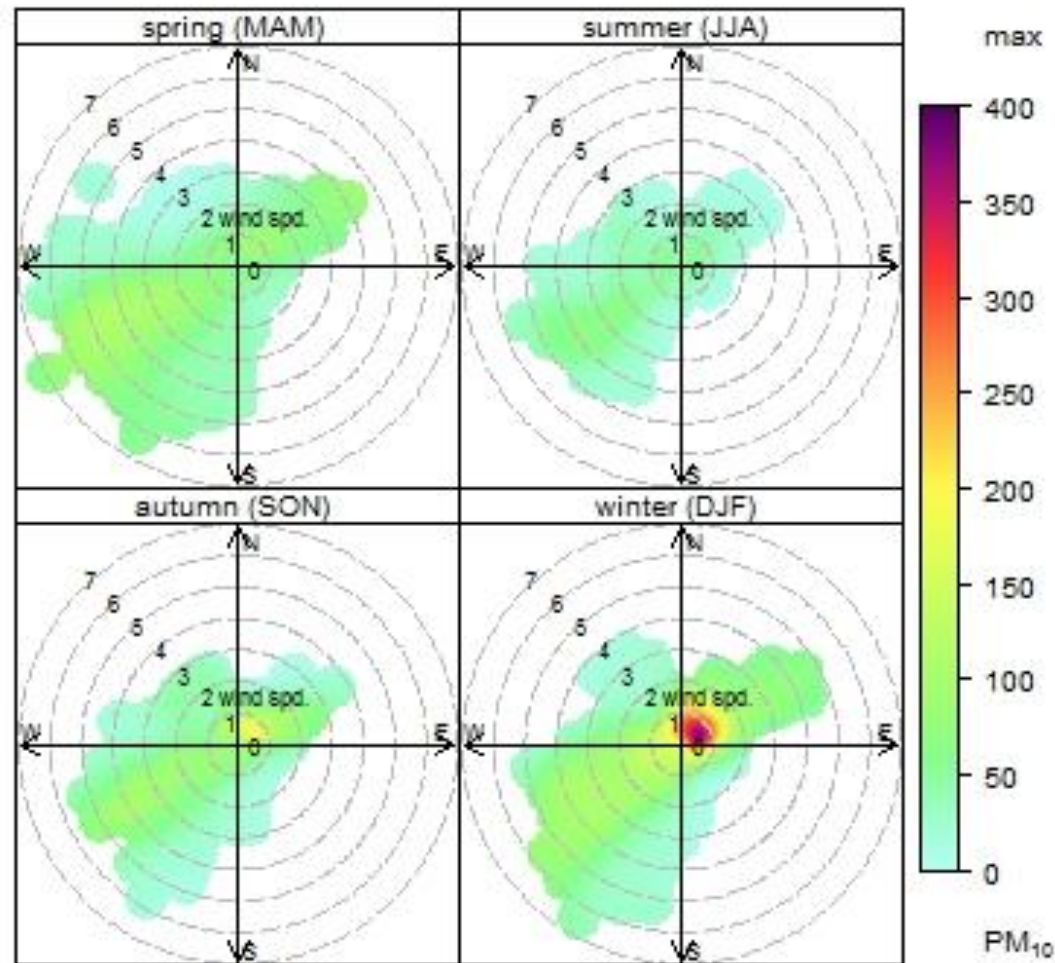 spring (MAM)
summer (JJA)
max
N
7
6
5
4
3
2 wind spd.
1
W
E
0
S
N
7
6
5
4
3
2 wind spd.
1
W
E
0
S
400
350
300
250
200
150
100
50
0
autumn (SON)
winter (DJF)
N
7
6
5
4
3
2 wind spd.
1
W
E
0
S
N
7
6
5
4
3
2 wind spd.
1
W
E
0
S
PM₁₀